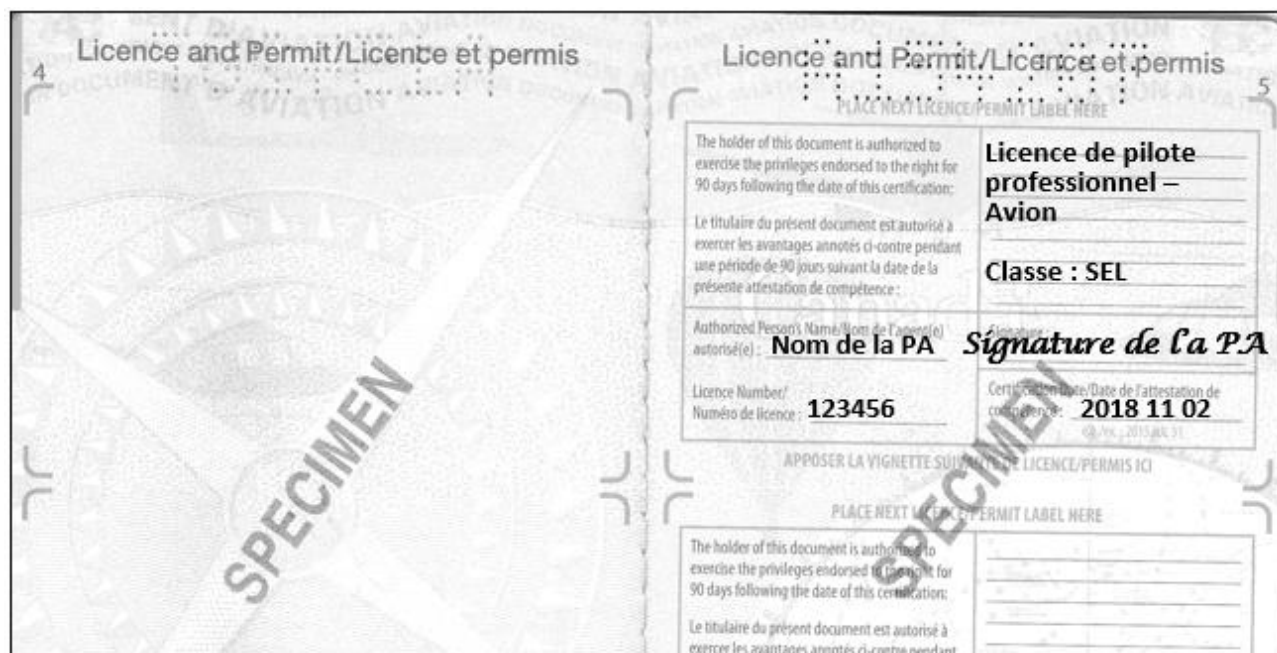 Licence and Permit/Licence et permis
4
SPECIMEN
Licence and Permit/Licence et permis
5
PLACE NEXT LICENCE/PERMIT LABEL HERE
The holder of this document is authorized to
exercise the privileges endorsed to the right for
90 days following the date of this certification:
Le titulaire du présent document est autorisé à
exercer les avantages annotés ci-contre pendant
une période de 90 jours suivant la date de la
présente attestation de compétence :
Licence de pilote
professionnel –
Avion
Classe : SEL
Authorized Person's Name/Nom de l'agent(e)
autorisé(e) : Nom de la PA
Signature :
Signature de la PA
Licence Number/
Numéro de licence : 123456
Certification Date/Date de l'attestation de
compétence : 2018 11 02
APPOSER LA VIGNETTE SUIVANTE DE LICENCE/PERMIS ICI
SPECIMEN
PLACE NEXT LICENCE/PERMIT LABEL HERE
The holder of this document is authorized to
exercise the privileges endorsed to the right for
90 days following the date of this certification:
Le titulaire du présent document est autorisé à
exercer les avantages annotés ci-contre pendant